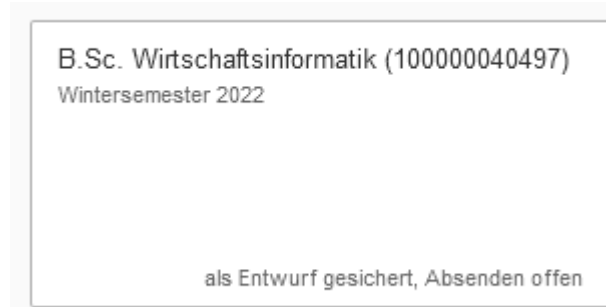 B.Sc. Wirtschaftsinformatik (100000040497)
Wintersemester 2022
als Entwurf gesichert, Absenden offen